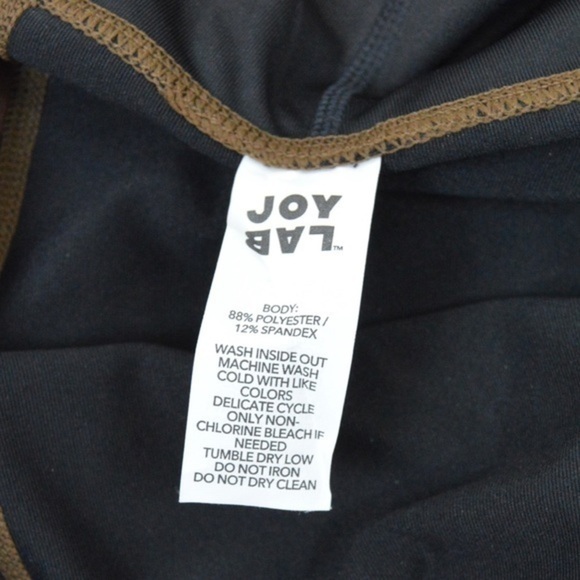 JOY
LAB™
BODY:
88% POLYESTER /
12% SPANDEX
WASH INSIDE OUT
MACHINE WASH
COLD WITH LIKE
COLORS
DELICATE CYCLE
ONLY NON-
CHLORINE BLEACH IF
NEEDED
TUMBLE DRY LOW
DO NOT IRON
DO NOT DRY CLEAN